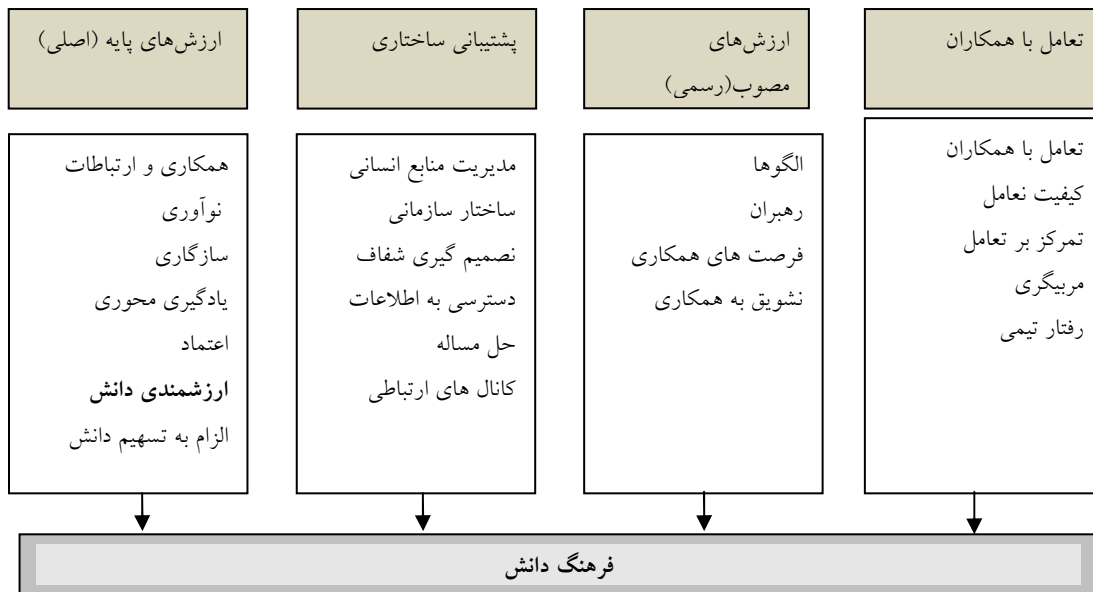 تعامل با همکاران
تعامل با همکاران
کیفیت نعامل
تمرکز بر تعامل
مربیگری
رفتار تیمی
ارزش‌های
مصوب(رسمی)
الگوها
رهبران
فرصت های همکاری
نشویق به همکاری
پشتیبانی ساختاری
مدیریت منابع انسانی
ساختار سازمانی
نصمیم گیری شفاف
دسترسی به اطلاعات
حل مساله
کانال های ارتباطی
ارزش‌های پایه (اصلی)
همکاری و ارتباطات
نوآوری
سازگاری
یادگیری محوری
اعتماد
ارزشمندی دانش
الزام به تسهیم دانش
فرهنگ دانش